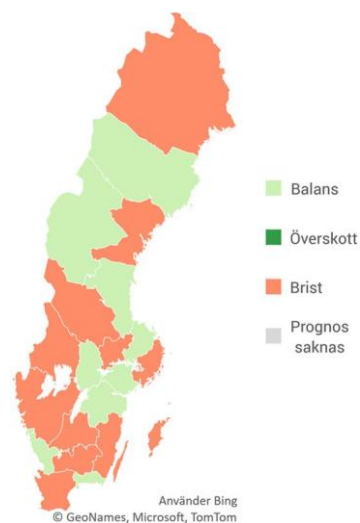 Balans
Överskott
Brist
Prognos
saknas
Använder Bing
© GeoNames, Microsoft, TomTom